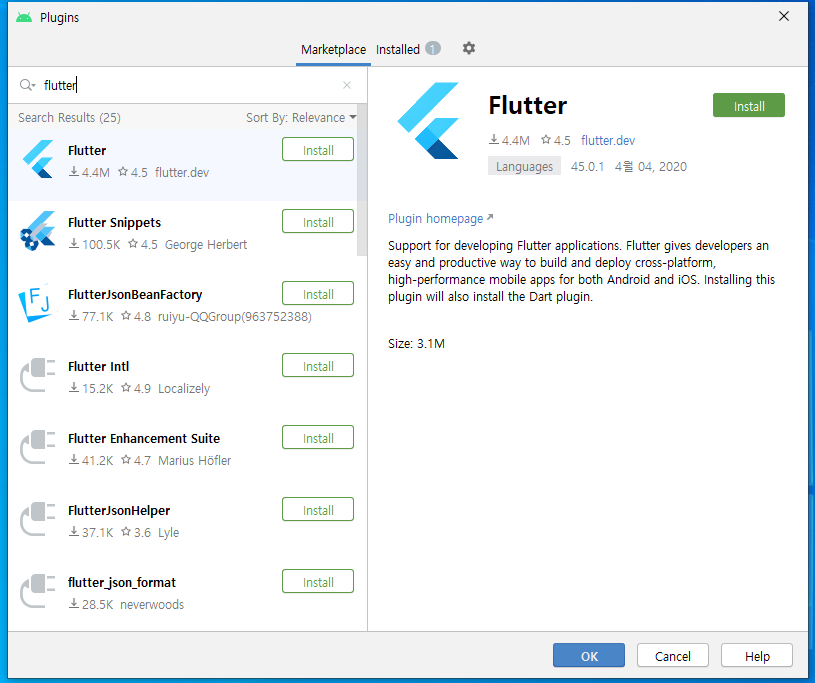 Plugins
Marketplace Installed 1
flutter
Search Results (25) Sort By: Relevance
Flutter
Install
4.4M 4.5 flutter.dev
Flutter Snippets
Install
100.5K 4.5 George Herbert
FlutterJsonBeanFactory
Install
77.1K 4.8 ruiyu-QQGroup(963752388)
Flutter Intl
Install
15.2K 4.9 Localizely
Flutter Enhancement Suite
Install
41.2K 4.7 Marius Höfler
FlutterJsonHelper
Install
37.1K 3.6 Lyle
flutter_json_format
Install
28.5K neverwoods
Flutter
Install
4.4M 4.5 flutter.dev
Languages 45.0.1 4월 04, 2020
Plugin homepage
Support for developing Flutter applications. Flutter gives developers an
easy and productive way to build and deploy cross-platform,
high-performance mobile apps for both Android and iOS. Installing this
plugin will also install the Dart plugin.
Size: 3.1M
OK Cancel Help